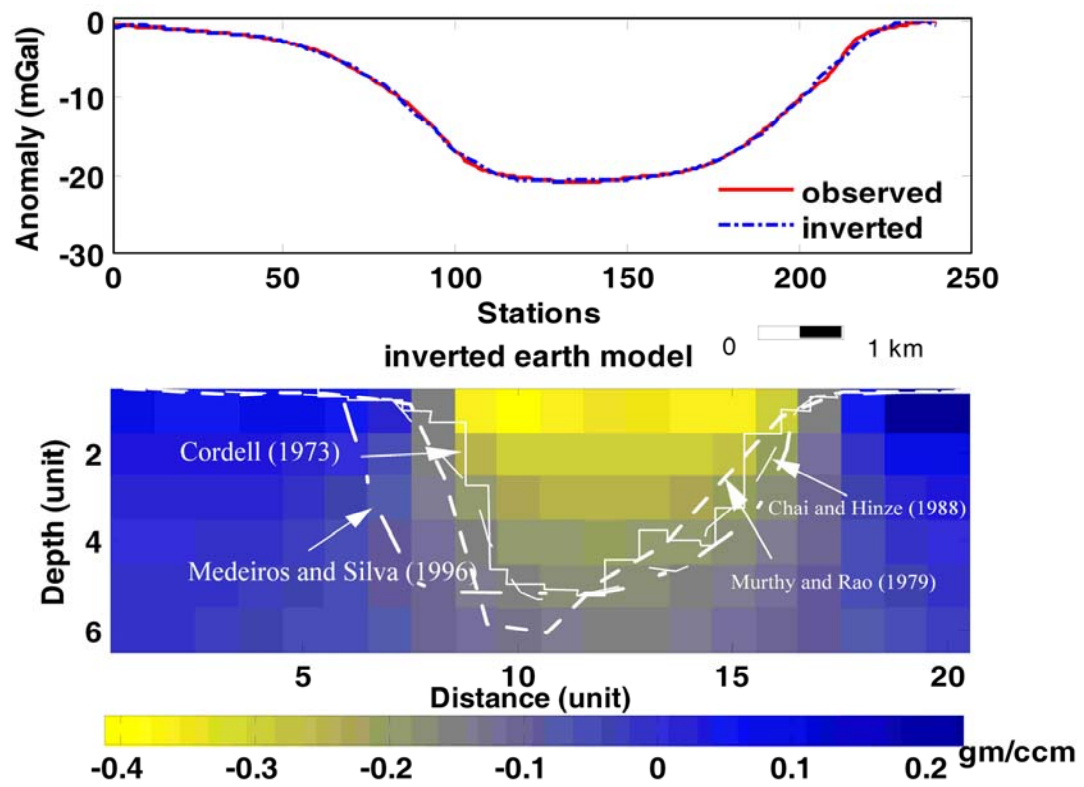 0
-10
-20
-30
Anomaly (mGal)
observed
inverted
0 50 100 150 200 250
Stations
0 1 km
inverted earth model
2
4
6
Depth (unit)
Cordell (1973)
Chai and Hinze (1988)
Medeiros and Silva (1996)
Murthy and Rao (1979)
5 10 15 20
Distance (unit)
gm/ccm
-0.4 -0.3 -0.2 -0.1 0 0.1 0.2